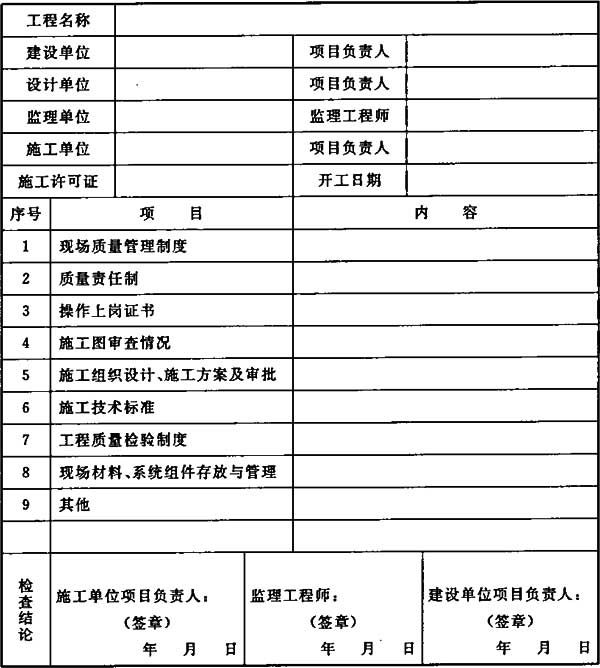 工程名称
建设单位 项目负责人
设计单位 项目负责人
监理单位 监理工程师
施工单位 项目负责人
施工许可证 开工日期
序号 项 目 内 容
1 现场质量管理制度
2 质量责任制
3 操作上岗证书
4 施工图审查情况
5 施工组织设计、施工方案及审批
6 施工技术标准
7 工程质量检验制度
8 现场材料、系统组件存放与管理
9 其他
检查结论
施工单位项目负责人：
（签章）
年 月 日
监理工程师：
（签章）
年 月 日
建设单位项目负责人：
（签章）
年 月 日